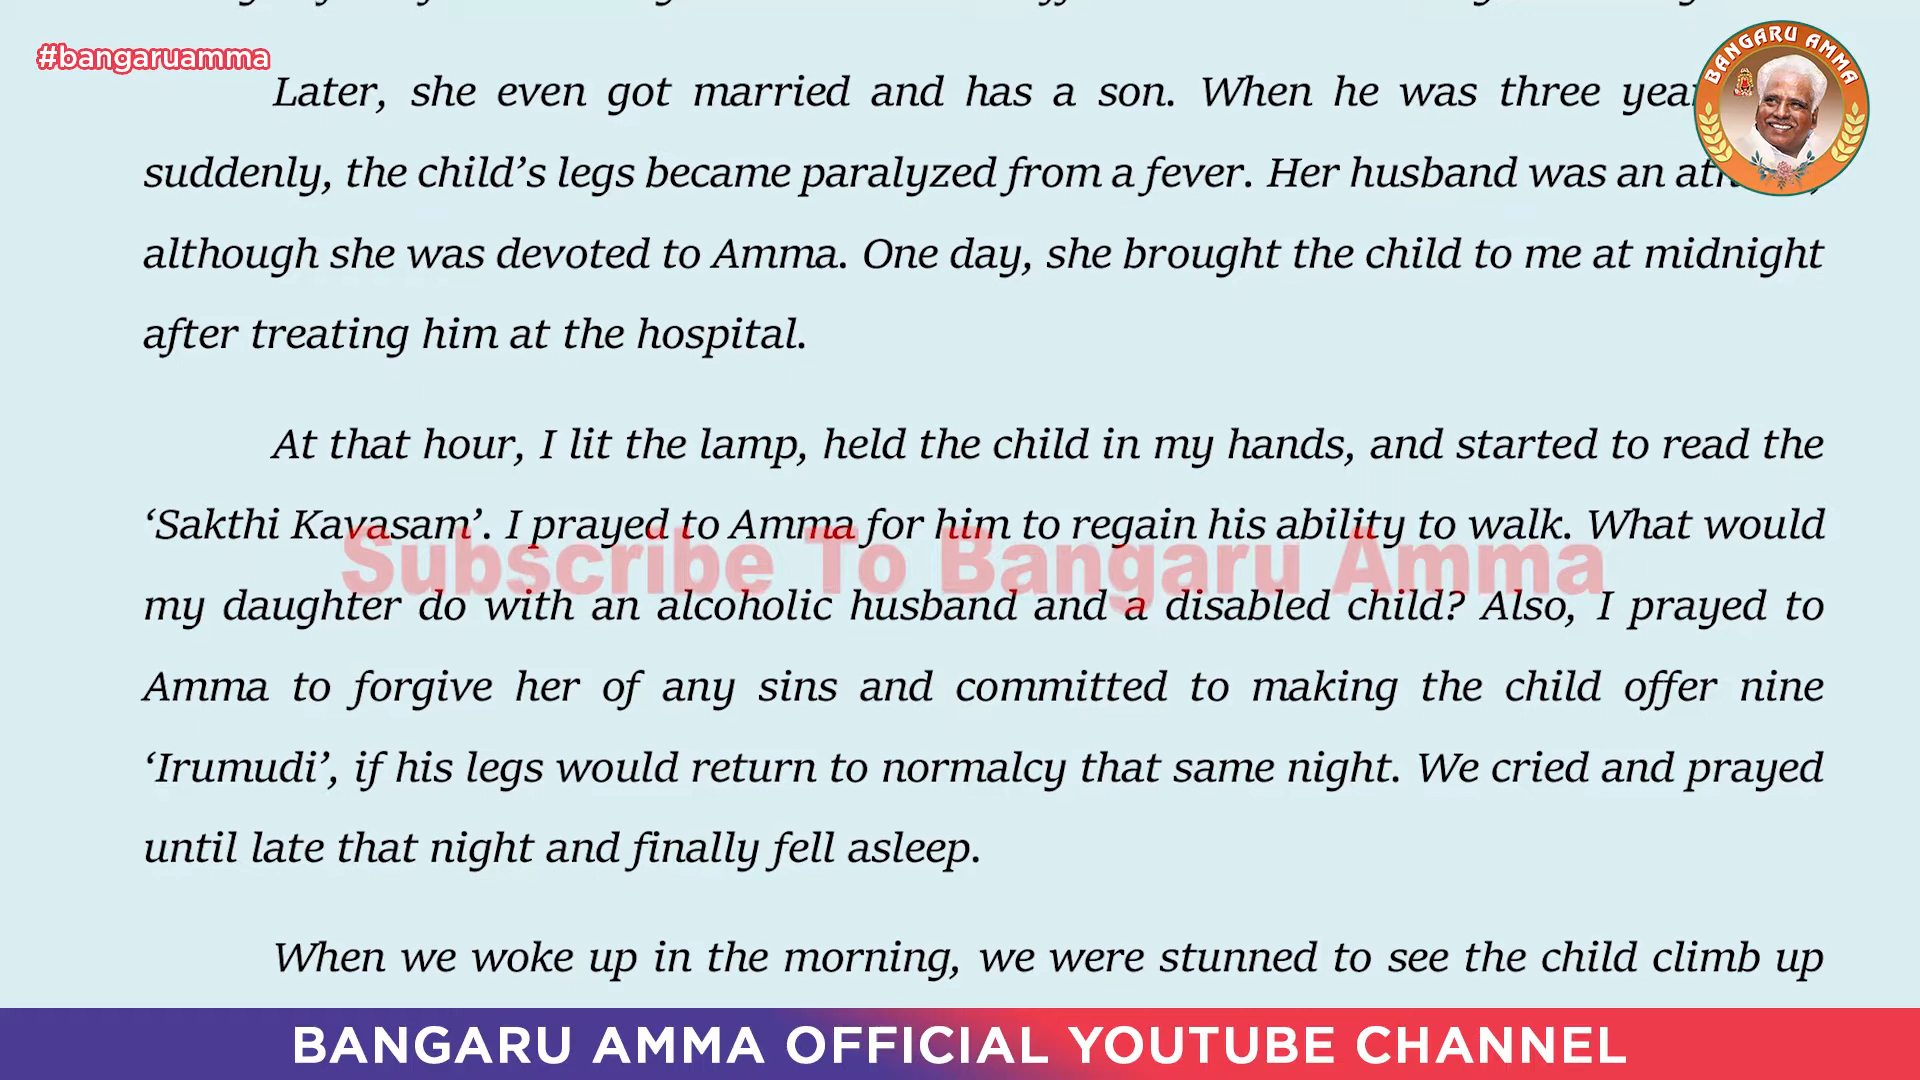 #bangaruamma
BANGARU AMMA
Later, she even got married and has a son. When he was three
suddenly, the child’s legs became paralyzed from a fever. Her husband was an
although she was devoted to Amma. One day, she brought the child to me at midnight
after treating him at the hospital.
At that hour, I lit the lamp, held the child in my hands, and started to read the
‘Sakthi Kavasam’. I prayed to Amma for him to regain his ability to walk. What would
Subscribe To Bangaru Amma
my daughter do with an alcoholic husband and a disabled child? Also, I prayed to
Amma to forgive her of any sins and committed to making the child offer nine
‘Irumudi’, if his legs would return to normalcy that same night. We cried and prayed
until late that night and finally fell asleep.
When we woke up in the morning, we were stunned to see the child climb up
BANGARU AMMA OFFICIAL YOUTUBE CHANNEL